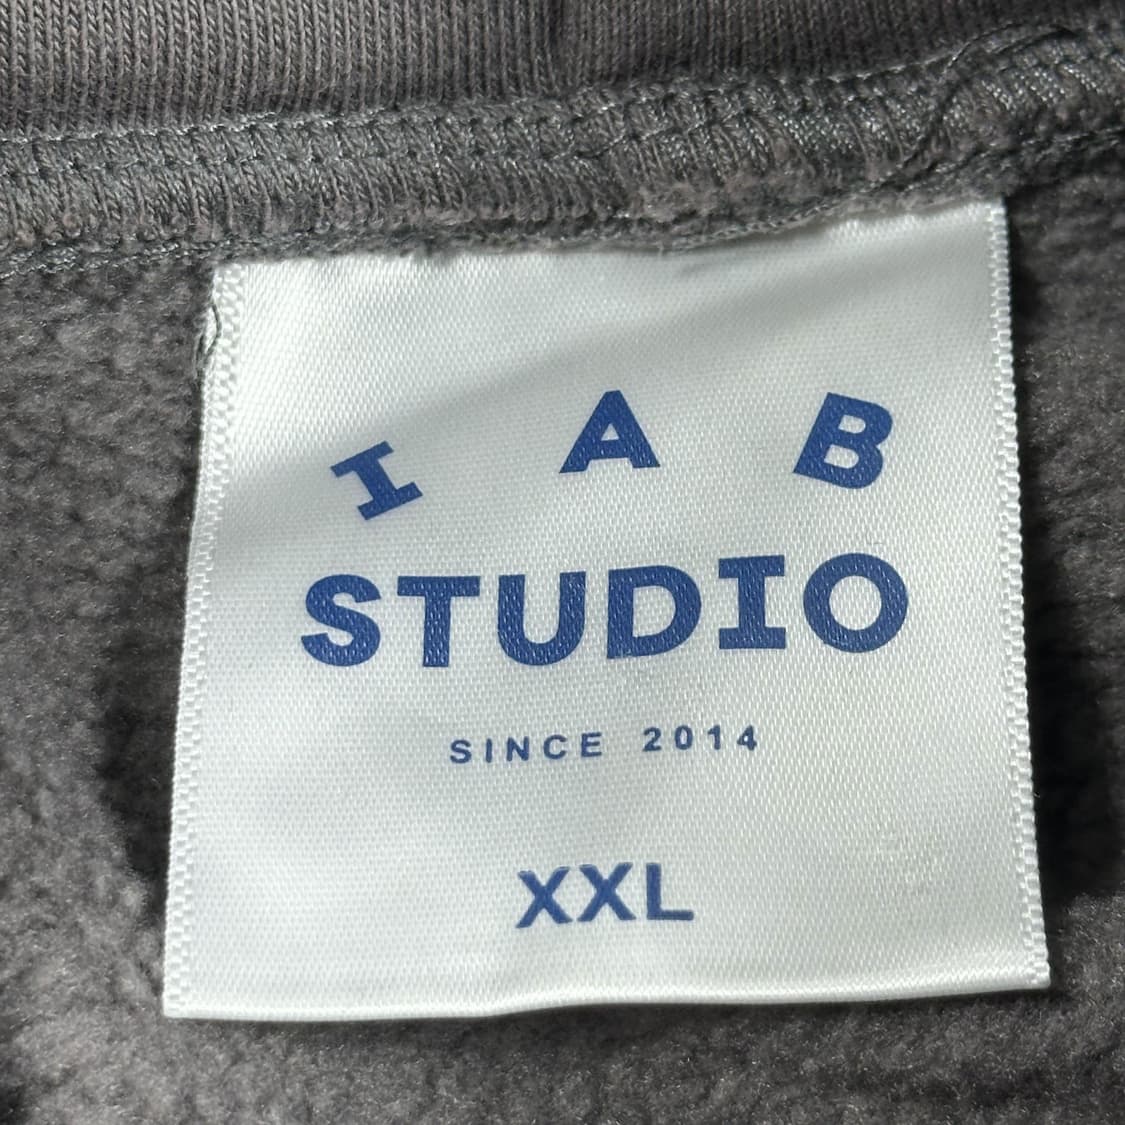 I A B
STUDIO
SINCE 2014
XXL